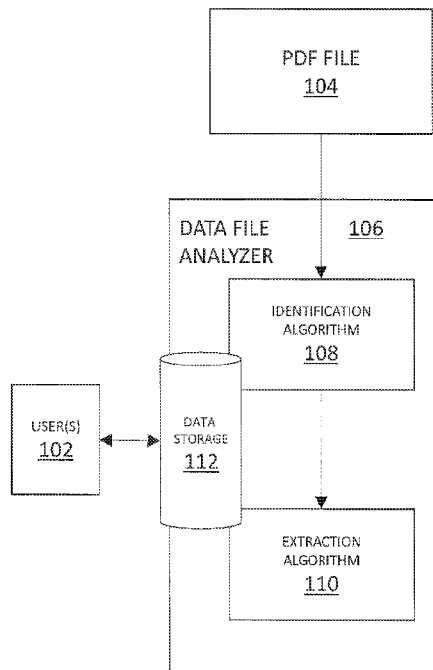 PDF FILE
104
DATA FILE
ANALYZER
106
IDENTIFICATION
ALGORITHM
108
USER(S)
102
DATA
STORAGE
112
EXTRACTION
ALGORITHM
110